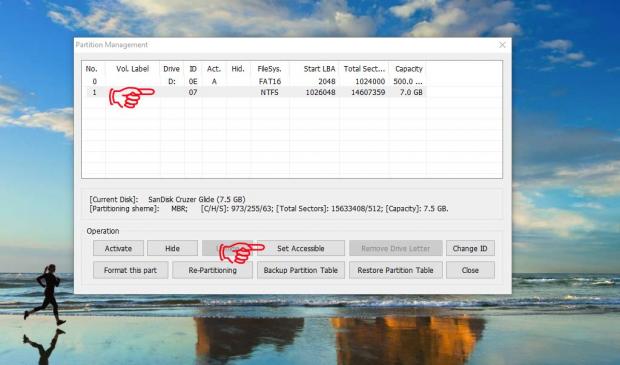 Partition Management
No. Vol. Label Drive ID Act. Hid. FileSys. Start LBA Total Sect... Capacity
0 D: 0E A FAT16 2048 1024000 500.0 ...
1 07 NTFS 1026048 14607359 7.0 GB
[Current Disk]: SanDisk Cruzer Glide (7.5 GB)
[Partitioning sheme]: MBR; [C/H/S]: 973/255/63; [Total Sectors]: 15633408/512; [Capacity]: 7.5 GB.
Operation
Activate Hide Set Accessible Remove Drive Letter Change ID
Format this part Re-Partitioning Backup Partition Table Restore Partition Table Close